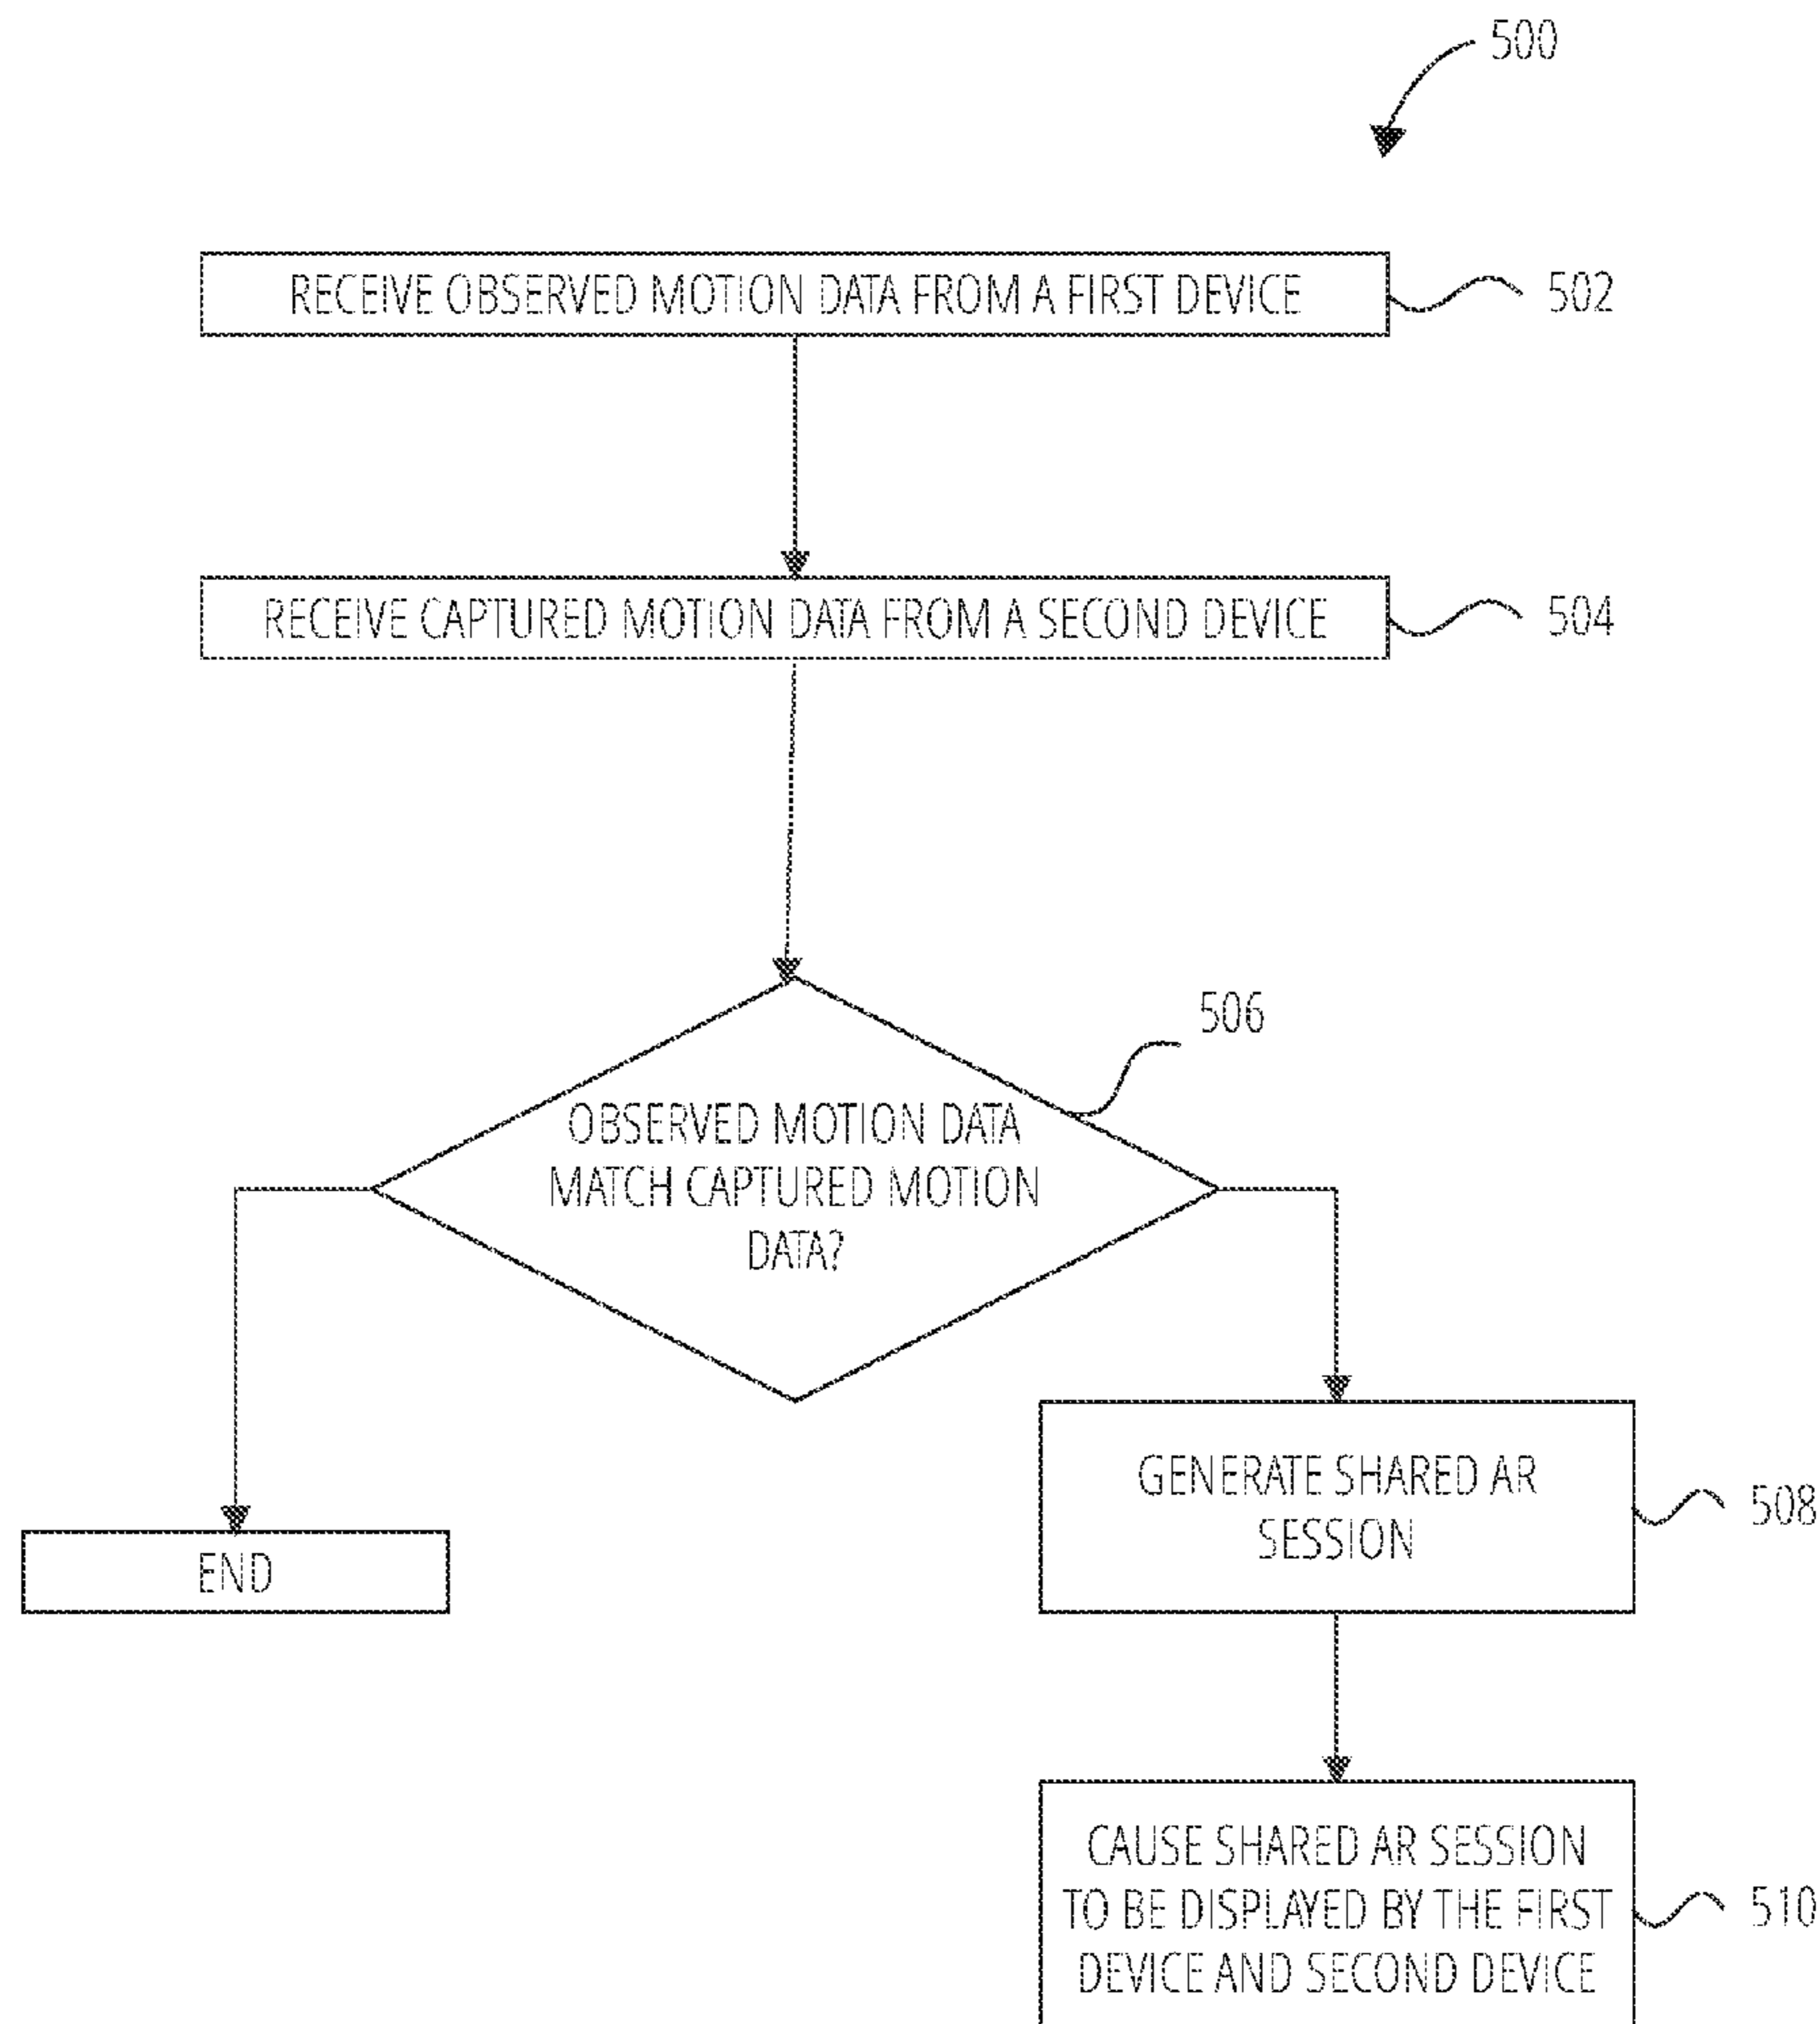 500
RECEIVE OBSERVED MOTION DATA FROM A FIRST DEVICE
502
RECEIVE CAPTURED MOTION DATA FROM A SECOND DEVICE
504
506
OBSERVED MOTION DATA
MATCH CAPTURED MOTION
DATA?
GENERATE SHARED AR
SESSION
508
END
CAUSE SHARED AR SESSION
TO BE DISPLAYED BY THE FIRST
DEVICE AND SECOND DEVICE
510